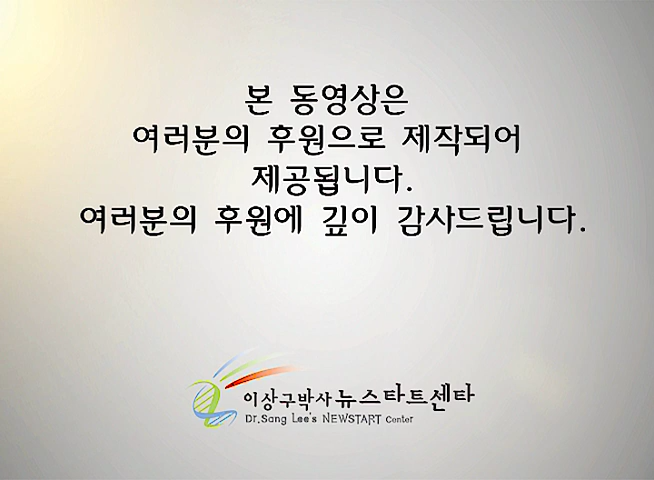 본 동영상은
여러분의 후원으로 제작되어
제공됩니다.
여러분의 후원에 깊이 감사드립니다.
이상구박사 뉴스타트센타
Dr.Sang Lee's NEWSTART Center